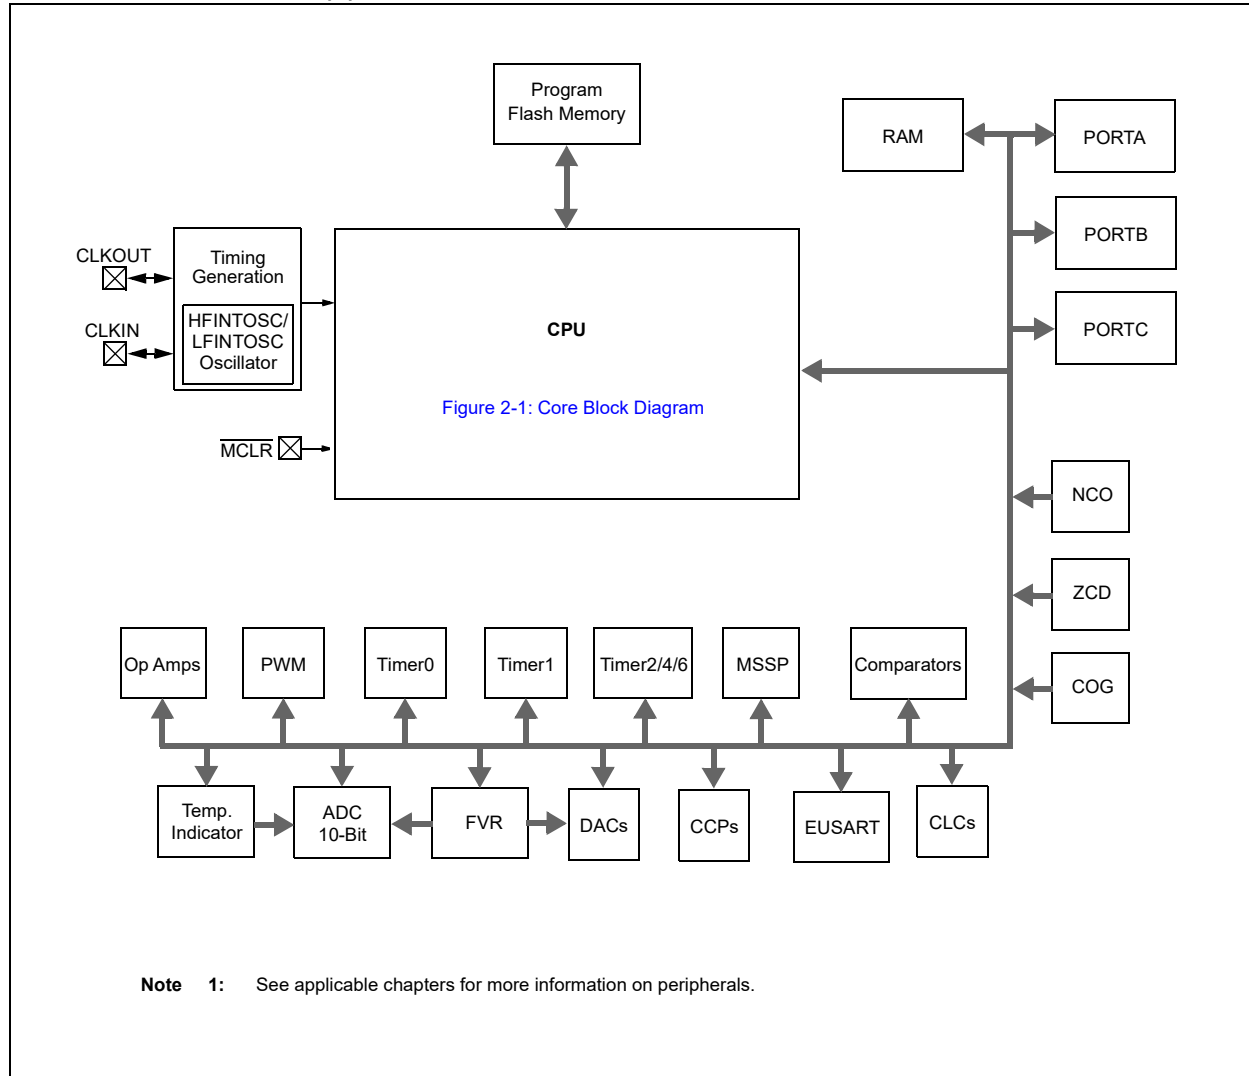 Program
Flash Memory
RAM
PORTA
PORTB
PORTC
CLKOUT
CLKIN
Timing
Generation
HFINTOSC/
LFINTOSC
Oscillator
MCLR
CPU
Figure 2-1: Core Block Diagram
NCO
ZCD
COG
Op Amps
PWM
Timer0
Timer1
Timer2/4/6
MSSP
Comparators
Temp.
Indicator
ADC
10-Bit
FVR
DACs
CCPs
EUSART
CLCs
Note 1: See applicable chapters for more information on peripherals.